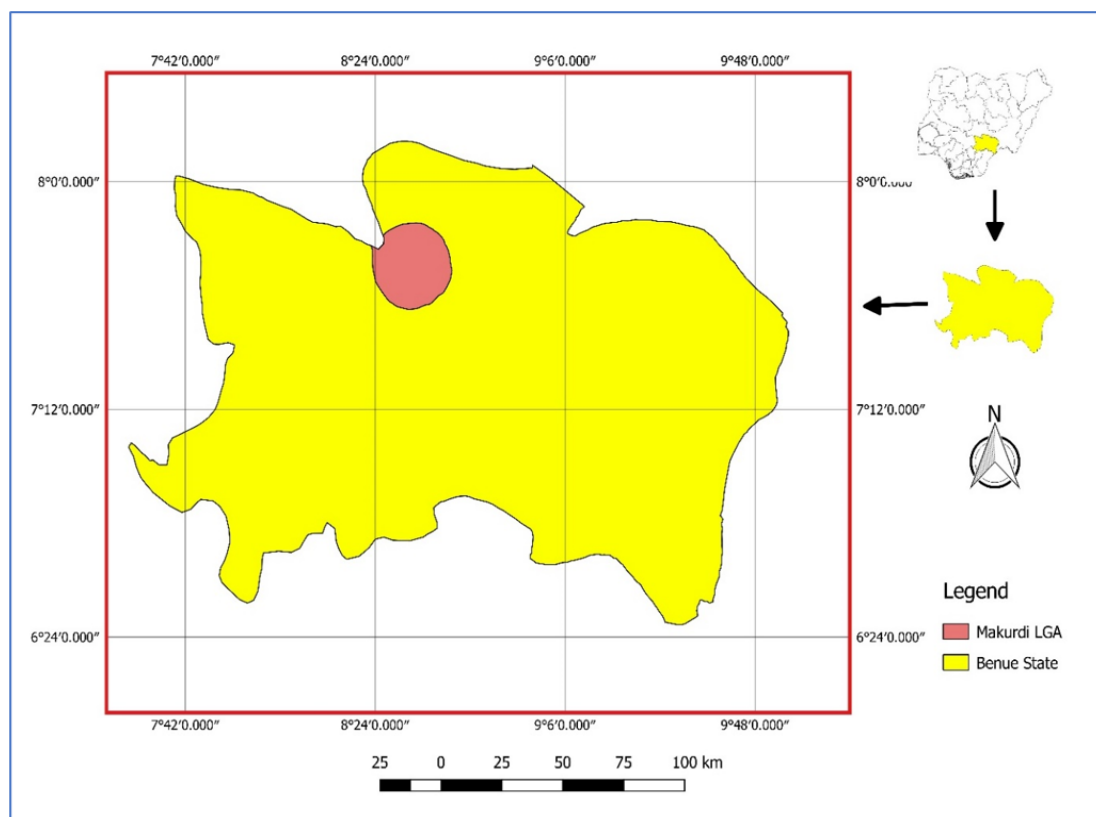 7°42′0.000″ 8°24′0.000″ 9°6′0.000″ 9°48′0.000″
8°0′0.000″ 8°0′0.000″
7°12′0.000″ 7°12′0.000″
N
6°24′0.000″ 6°24′0.000″
7°42′0.000″ 8°24′0.000″ 9°6′0.000″ 9°48′0.000″
Legend
Makurdi LGA
Benue State
25 0 25 50 75 100 km